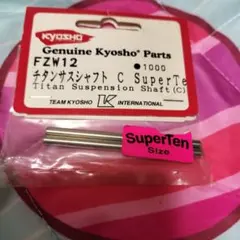 KYOSHO
Genuine Kyosho® Parts
FZW12 ●1000
チタンサスシャフト C SuperTe
Titan Suspension Shaft(C)
TEAM KYOSHO K INTERNATIONAL
SuperTen
Size